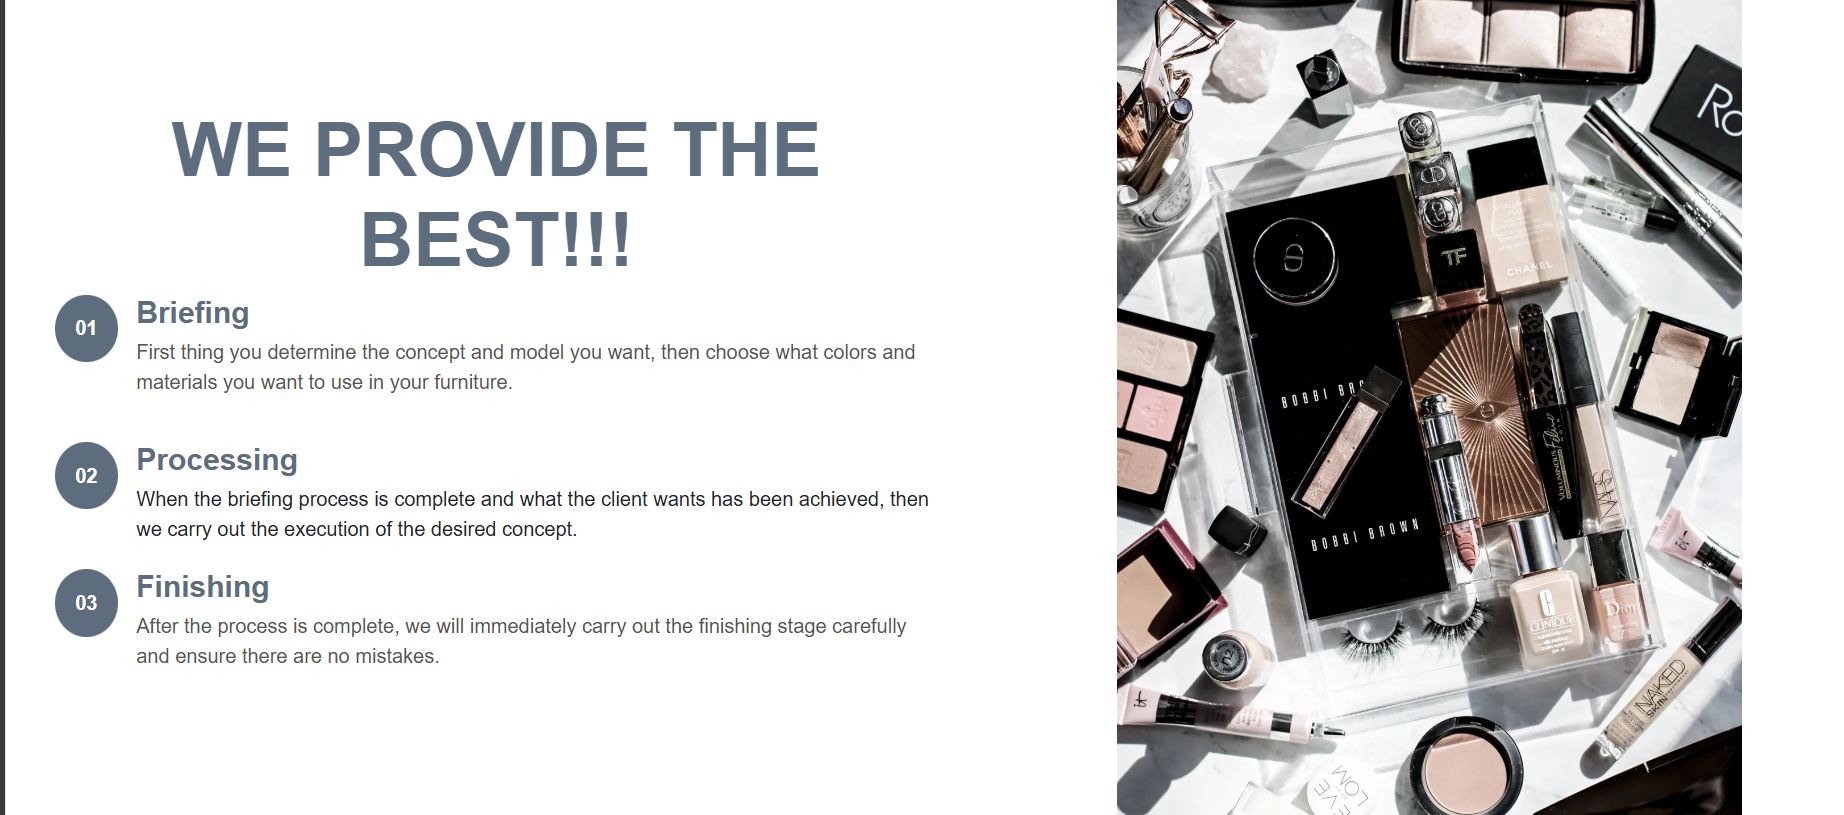 WE PROVIDE THE
BEST!!!
01
Briefing
First thing you determine the concept and model you want, then choose what colors and
materials you want to use in your furniture.
02
Processing
When the briefing process is complete and what the client wants has been achieved, then
we carry out the execution of the desired concept.
03
Finishing
After the process is complete, we will immediately carry out the finishing stage carefully
and ensure there are no mistakes.
Ro
TF
CHANEL
BOBBI BRO
BOBBI BROWN
VOLUMINOUS
NARS
CLINIQUE
Dior
NAKED
SKIN
it
EVE
LOM